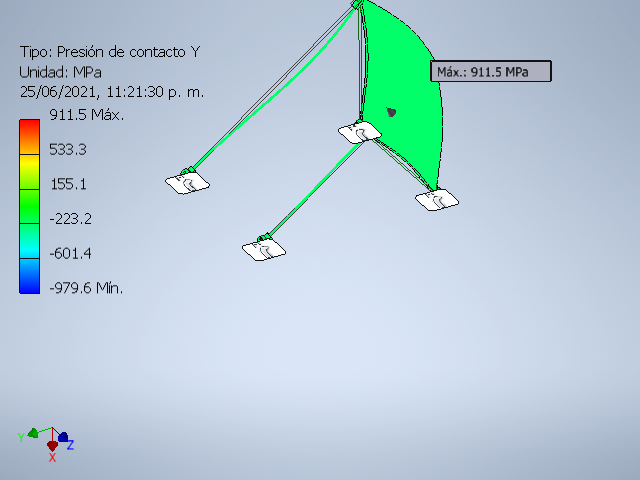 Tipo: Presión de contacto Y
Unidad: MPa
25/06/2021, 11:21:30 p. m.
911.5 Máx.
533.3
155.1
-223.2
-601.4
-979.6 Mín.
Máx.: 911.5 MPa
Y
Z
X